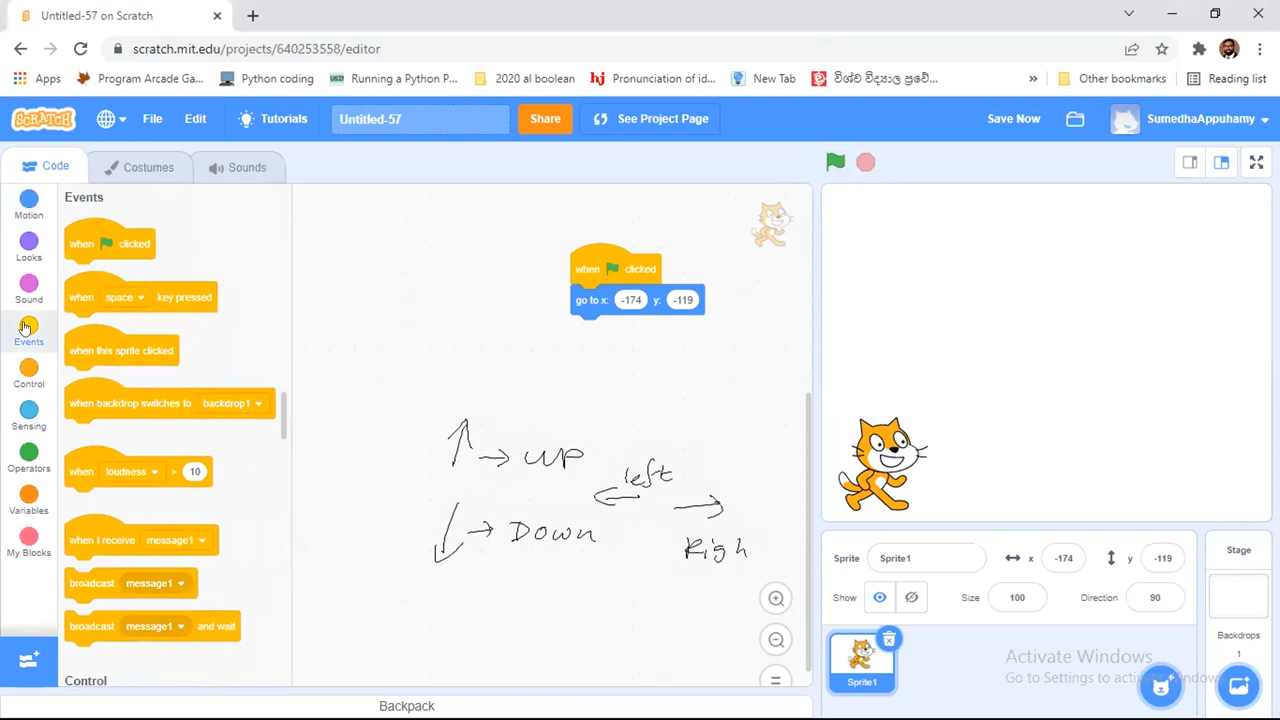 Untitled-57 on Scratch
scratch.mit.edu/projects/640253558/editor
Apps
Program Arcade Ga...
Python coding
Running a Python P...
2020 al boolean
hj Pronunciation of id...
New Tab
විශ්ව විද්‍යාල ප්‍රවේ...
»
Other bookmarks
Reading list
SCRATCH
File
Edit
Tutorials
Untitled-57
Share
See Project Page
Save Now
SumedhaAppuhamy
Code
Costumes
Sounds
Motion
Looks
Sound
Events
Control
Sensing
Operators
Variables
My Blocks
Events
when clicked
when space key pressed
when this sprite clicked
when backdrop switches to backdrop1
when loudness > 10
when I receive message1
broadcast message1
broadcast message1 and wait
Control
when clicked
go to x: -174 y: -119
→ UP
left
→ Down
Righ
Sprite Sprite1 x -174 y -119
Show Size 100 Direction 90
Sprite1
Stage
Backdrops
1
Activate Windows
Go to Settings to activate Windows.
Backpack